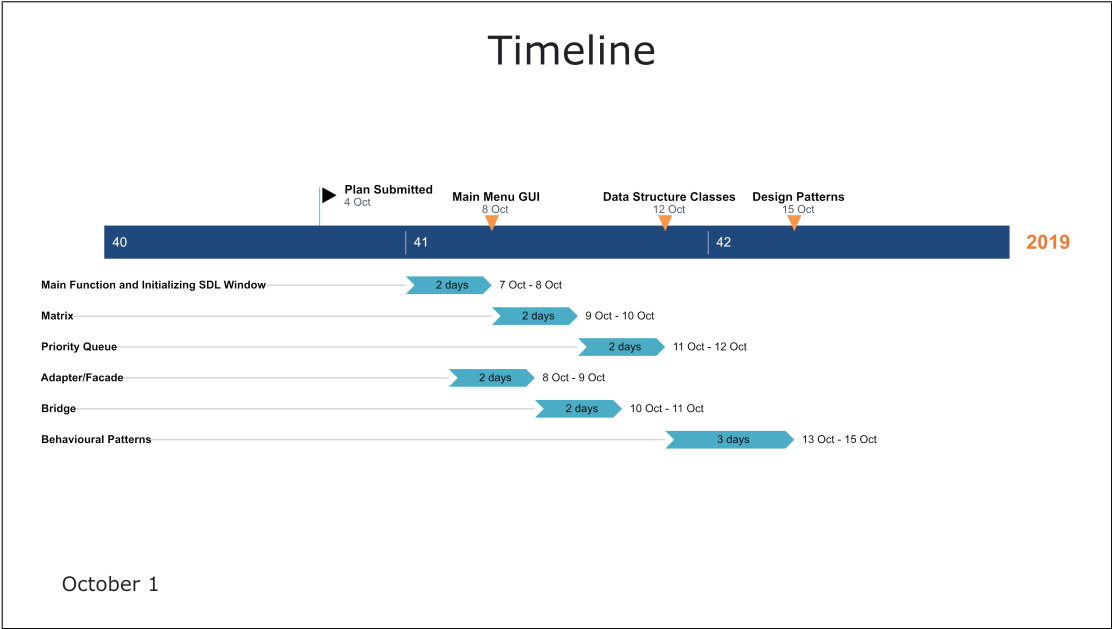 Timeline
Plan Submitted
4 Oct
Main Menu GUI
8 Oct
Data Structure Classes
12 Oct
Design Patterns
15 Oct
40 41 42 2019
Main Function and Initializing SDL Window 2 days 7 Oct - 8 Oct
Matrix 2 days 9 Oct - 10 Oct
Priority Queue 2 days 11 Oct - 12 Oct
Adapter/Facade 2 days 8 Oct - 9 Oct
Bridge 2 days 10 Oct - 11 Oct
Behavioural Patterns 3 days 13 Oct - 15 Oct
October 1